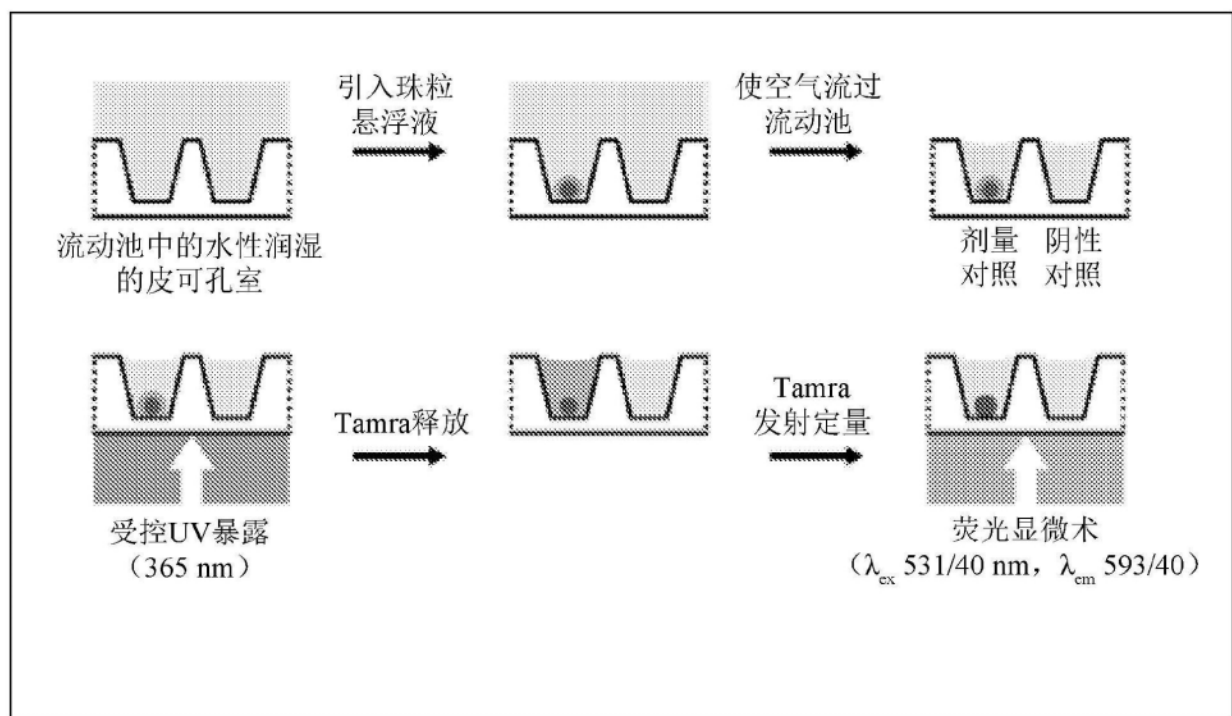 引入珠粒
悬浮液
使空气流过
流动池
流动池中的水性润湿
的皮可孔室
剂量
对照
阴性
对照
Tamra释放
Tamra
发射定量
受控UV暴露
（365 nm）
荧光显微术
（λex 531/40 nm，λem 593/40）